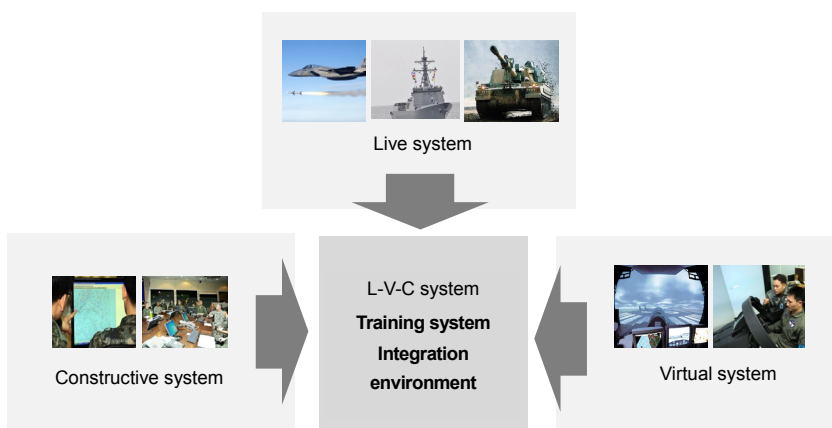 Live system
L-V-C system
Training system
Integration
environment
Constructive system
Virtual system